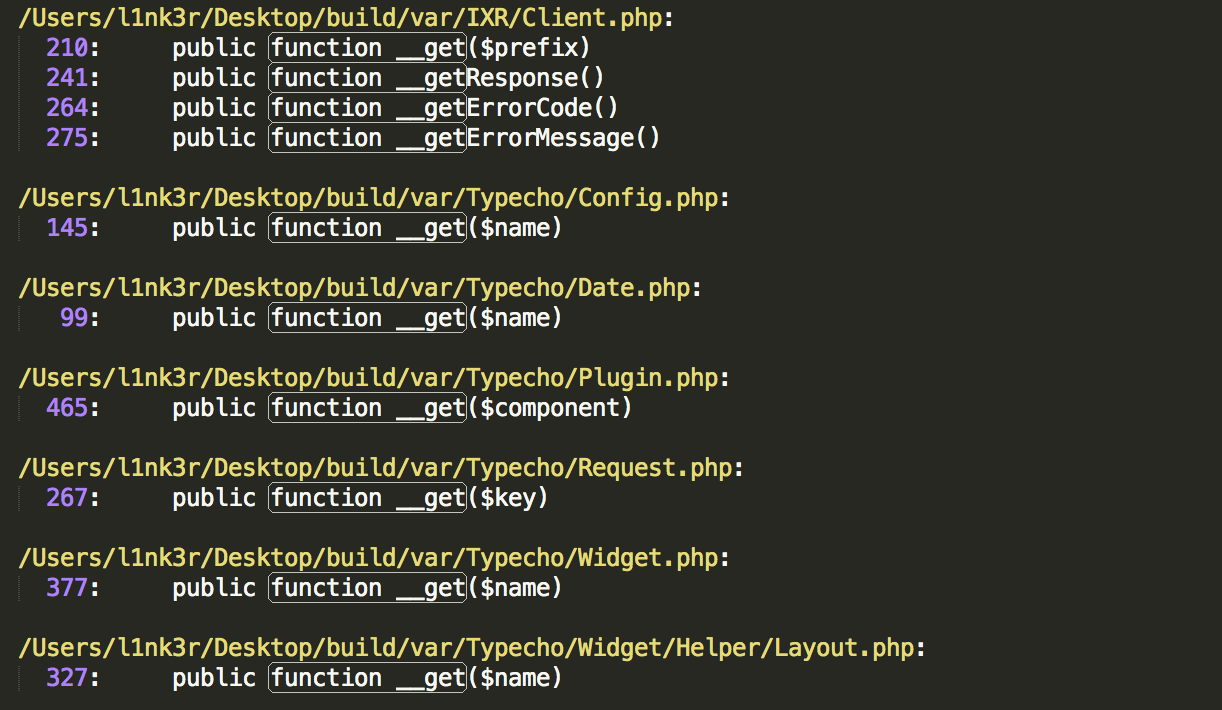 /Users/l1nk3r/Desktop/build/var/IXR/Client.php:
210: public function __get($prefix)
241: public function __getResponse()
264: public function __getErrorCode()
275: public function __getErrorMessage()
/Users/l1nk3r/Desktop/build/var/Typecho/Config.php:
145: public function __get($name)
/Users/l1nk3r/Desktop/build/var/Typecho/Date.php:
99: public function __get($name)
/Users/l1nk3r/Desktop/build/var/Typecho/Plugin.php:
465: public function __get($component)
/Users/l1nk3r/Desktop/build/var/Typecho/Request.php:
267: public function __get($key)
/Users/l1nk3r/Desktop/build/var/Typecho/Widget.php:
377: public function __get($name)
/Users/l1nk3r/Desktop/build/var/Typecho/Widget/Helper/Layout.php:
327: public function __get($name)